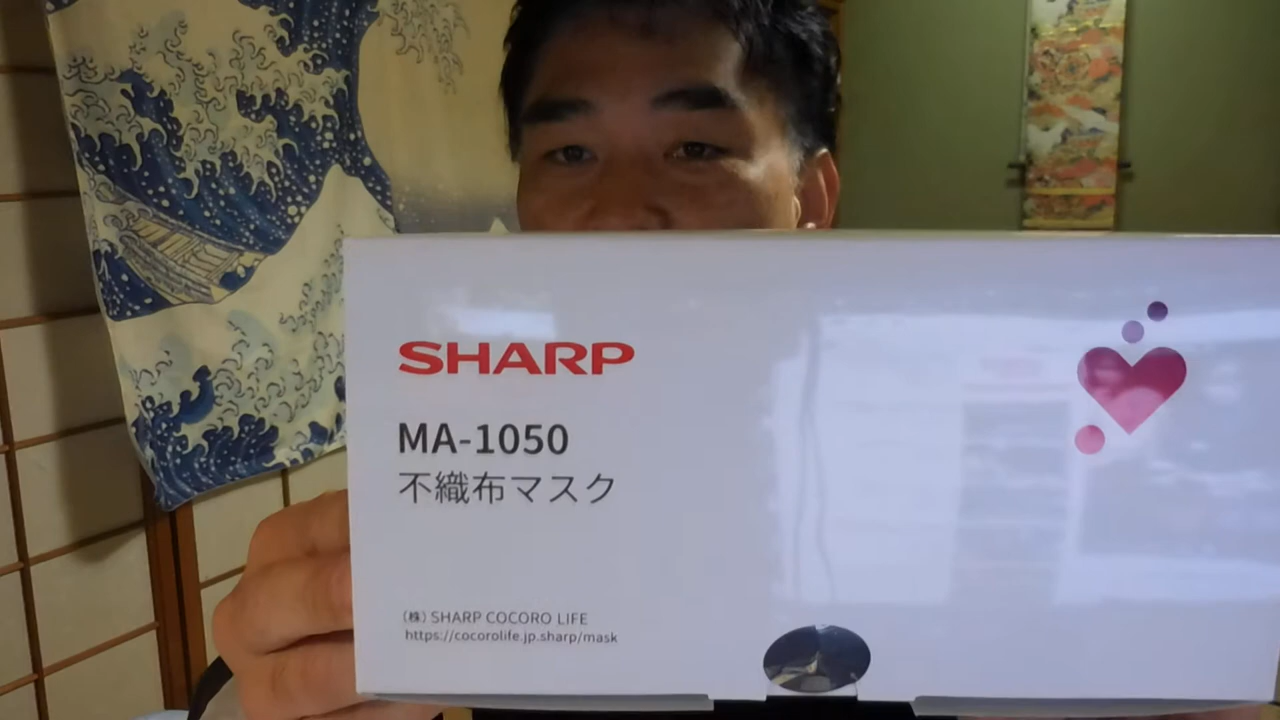 SHARP
MA-1050
不織布マスク
(株) SHARP COCORO LIFE
https://cocorolife.jp.sharp/mask